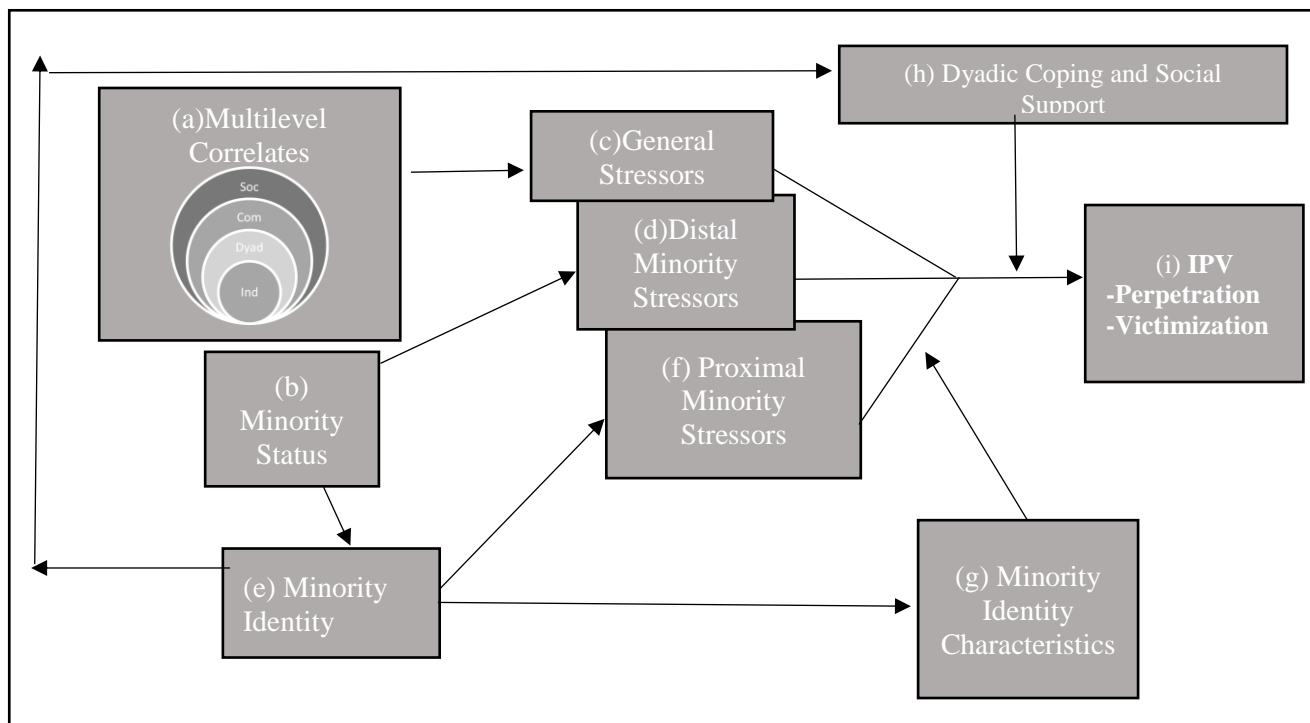 (h) Dyadic Coping and Social
Support
(a)Multilevel
Correlates
Soc
Com
Dyad
Ind
(c)General
Stressors
(d)Distal
Minority
Stressors
(i) IPV
-Perpetration
-Victimization
(b)
Minority
Status
(f) Proximal
Minority
Stressors
(e) Minority
Identity
(g) Minority
Identity
Characteristics